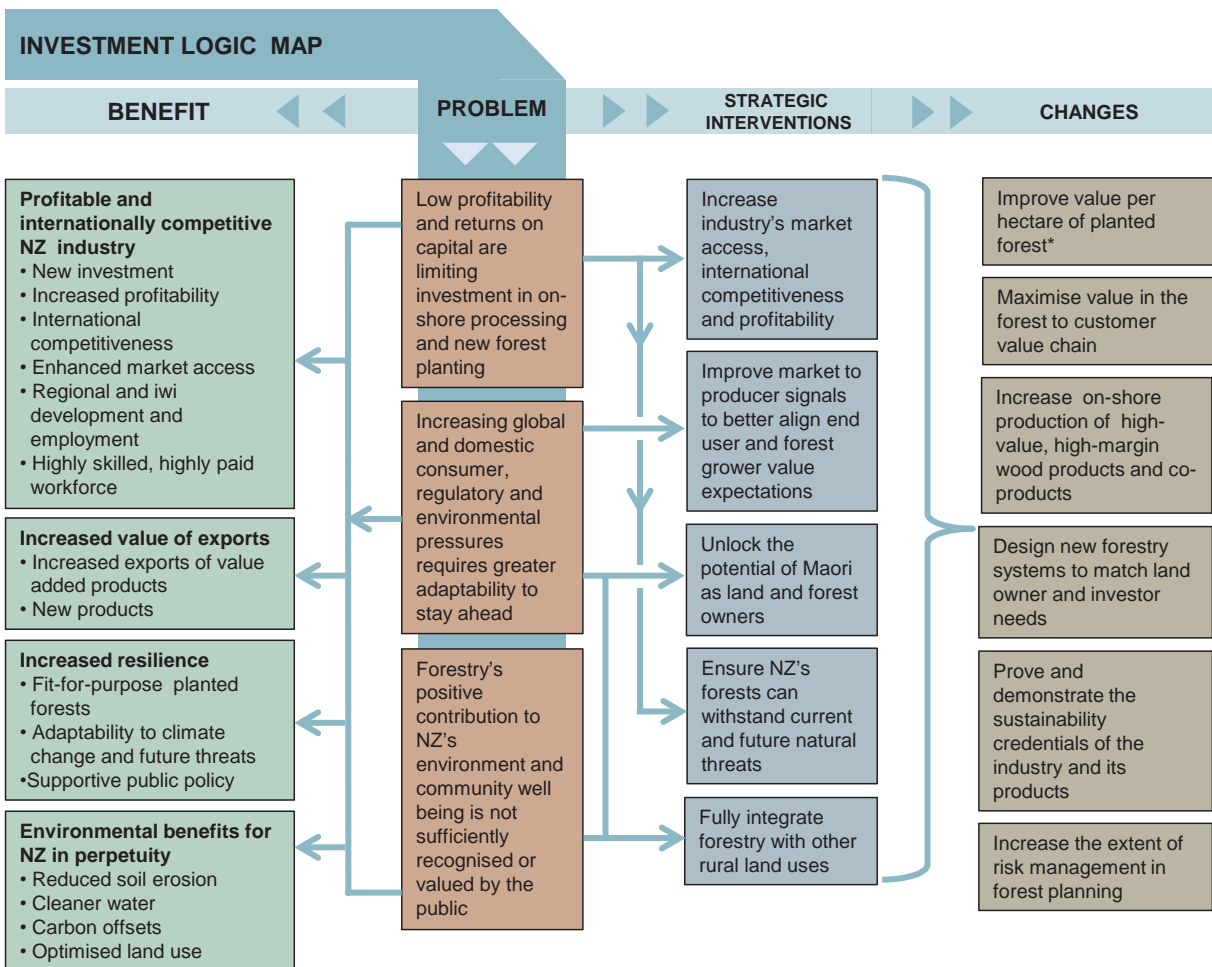 INVESTMENT LOGIC MAP
BENEFIT
PROBLEM
STRATEGIC
INTERVENTIONS
CHANGES
Profitable and
internationally competitive
NZ industry
• New investment
• Increased profitability
• International
competitiveness
• Enhanced market access
• Regional and iwi
development and
employment
• Highly skilled, highly paid
workforce
Increased value of exports
• Increased exports of value
added products
• New products
Increased resilience
• Fit-for-purpose planted
forests
• Adaptability to climate
change and future threats
•Supportive public policy
Environmental benefits for
NZ in perpetuity
• Reduced soil erosion
• Cleaner water
• Carbon offsets
• Optimised land use
Low profitability
and returns on
capital are
limiting
investment in on-
shore processing
and new forest
planting
Increasing global
and domestic
consumer,
regulatory and
environmental
pressures
requires greater
adaptability to
stay ahead
Forestry's
positive
contribution to
NZ's
environment and
community well
being is not
sufficiently
recognised or
valued by the
public
Increase
industry's market
access,
international
competitiveness
and profitability
Improve market to
producer signals
to better align end
user and forest
grower value
expectations
Unlock the
potential of Maori
as land and forest
owners
Ensure NZ's
forests can
withstand current
and future natural
threats
Fully integrate
forestry with other
rural land uses
Improve value per
hectare of planted
forest*
Maximise value in the
forest to customer
value chain
Increase on-shore
production of high-
value, high-margin
wood products and co-
products
Design new forestry
systems to match land
owner and investor
needs
Prove and
demonstrate the
sustainability
credentials of the
industry and its
products
Increase the extent of
risk management in
forest planning